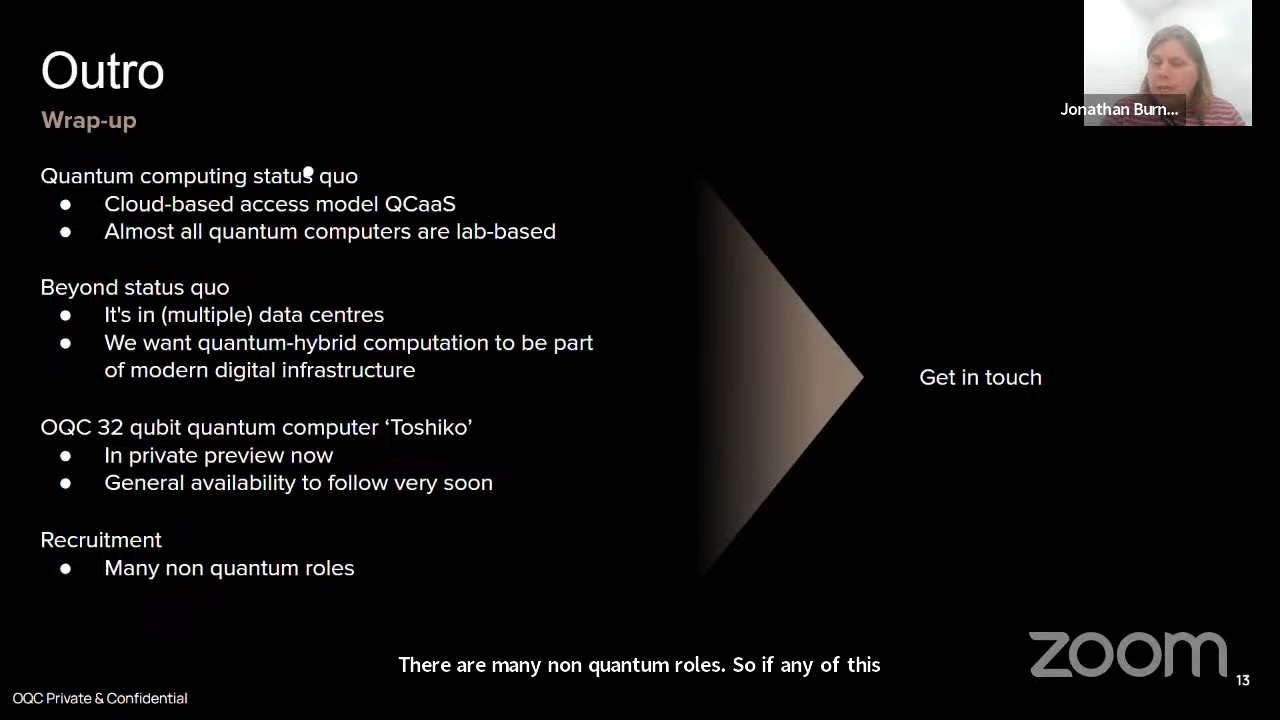 Outro
Wrap-up
Jonathan Burn...
Quantum computing status quo
● Cloud-based access model QCaaS
● Almost all quantum computers are lab-based
Beyond status quo
● It's in (multiple) data centres
● We want quantum-hybrid computation to be part
of modern digital infrastructure
Get in touch
OQC 32 qubit quantum computer ‘Toshiko’
● In private preview now
● General availability to follow very soon
Recruitment
● Many non quantum roles
There are many non quantum roles. So if any of this
zoom
13
OQC Private & Confidential